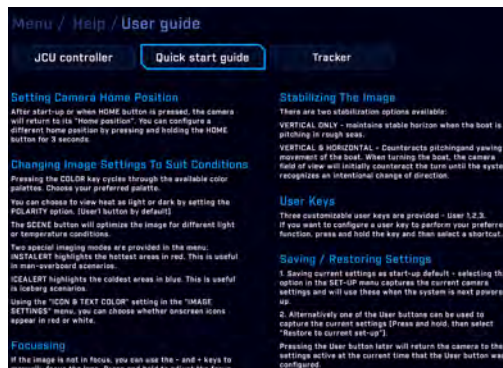 Menu / Help / User guide
JCU controller
Quick start guide
Tracker
Setting Camera Home Position
After start-up or when HOME button is pressed, the camera
will return to its "Home position". You can configure a
different home position by pressing and holding the HOME
button for 3 seconds.
Changing Image Settings To Suit Conditions
Pressing the COLOR key cycles through the available color
palettes. Choose your preferred palette.
You can choose to view heat as light or dark by setting the
POLARITY option. [User1 button by default]
The SCENE button will optimize the image for different light
or temperature conditions.
Two special imaging modes are provided in the menu:
INSTALERT highlights the hottest areas in red. This is useful
in man-overboard scenarios.
ICEALERT highlights the coldest areas in blue. This is useful
is iceberg scenarios.
Using the "ICON & TEXT COLOR" setting in the "IMAGE
SETTINGS" menu, you can choose whether onscreen icons
appear in red or white.
Focussing
If the image is not in focus, you can use the - and + keys to
manually focus the lens. Press and hold to adjust the focus
Stabilizing The Image
There are two stabilization options available:
VERTICAL ONLY - maintains stable horizon when the boat is
pitching in rough seas.
VERTICAL & HORIZONTAL - Counteracts pitchingand yawing
movement of the boat. When turning the boat, the camera
field of view will initially counteract the turn until the syste
recognizes an intentional change of direction.
User Keys
Three customizable user keys are provided - User 1,2,3.
If you want to configure a user key to perform your preferre
function, press and hold the key and then select a shortcut.
Saving / Restoring Settings
1. Saving current settings as start-up default - selecting thi
option in the SET-UP menu captures the current camera
settings and will use these when the system is next powere
up.
2. Alternatively one of the User buttons can be used to
capture the current settings [Press and hold, then select
"Restore to current set-up"].
Pressing the User button later will return the camera to the
settings active at the current time that the User button was
configured.